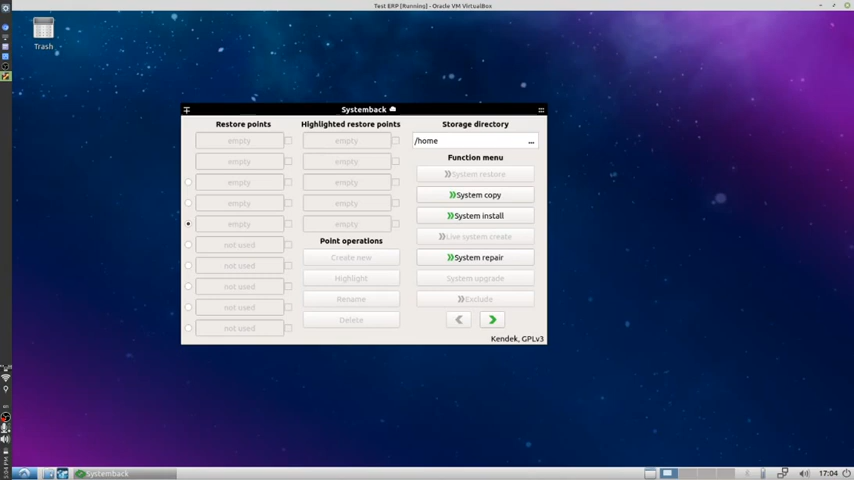 Test ERP [Running] - Oracle VM VirtualBox
Trash
Systemback
Restore points
empty
empty
empty
empty
empty
not used
not used
not used
not used
not used
Highlighted restore points
empty
empty
empty
empty
empty
Point operations
Create new
Highlight
Rename
Delete
Storage directory
/home
...
Function menu
System restore
System copy
System install
Live system create
System repair
System upgrade
Exclude
Kendek, GPLv3
Systemback
17:04